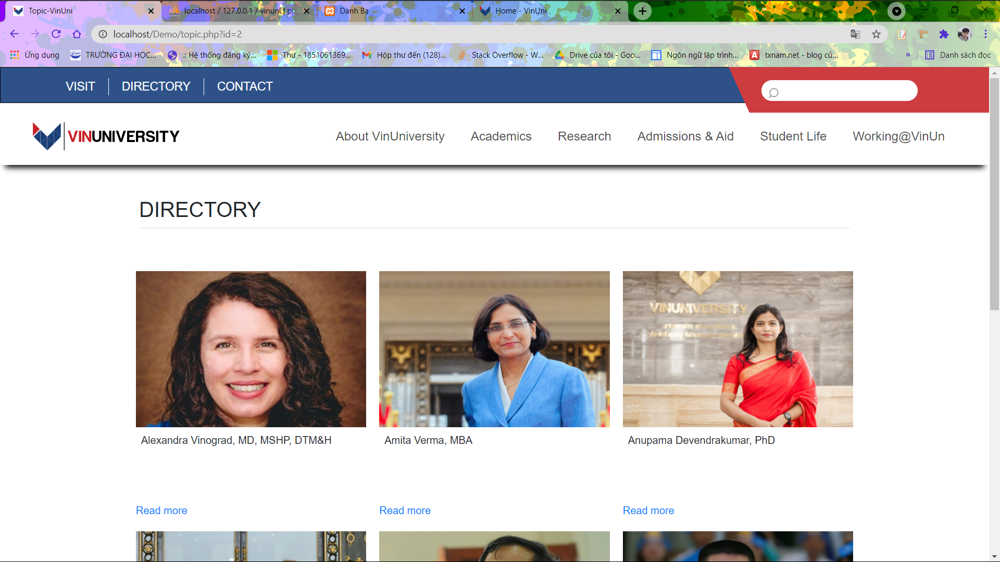 Topic-VinUni
localhost / 127.0.0.1 / vinuni | ph
Danh Bạ
Home - VinUni
localhost/Demo/topic.php?id=2
Ứng dụng
TRƯỜNG ĐẠI HỌC...
.: Hệ thống đăng ký...
Thư - 1851061369...
Hộp thư đến (128)...
Stack Overflow - W...
Drive của tôi - Goo...
Ngôn ngữ lập trình...
txnam.net - blog củ...
»
Danh sách đọc
VISIT
DIRECTORY
CONTACT
VINUNIVERSITY
About VinUniversity
Academics
Research
Admissions & Aid
Student Life
Working@VinUn
DIRECTORY
VINUNIVERSITY
Alexandra Vinograd, MD, MSHP, DTM&H
Amita Verma, MBA
Anupama Devendrakumar, PhD
Read more
Read more
Read more